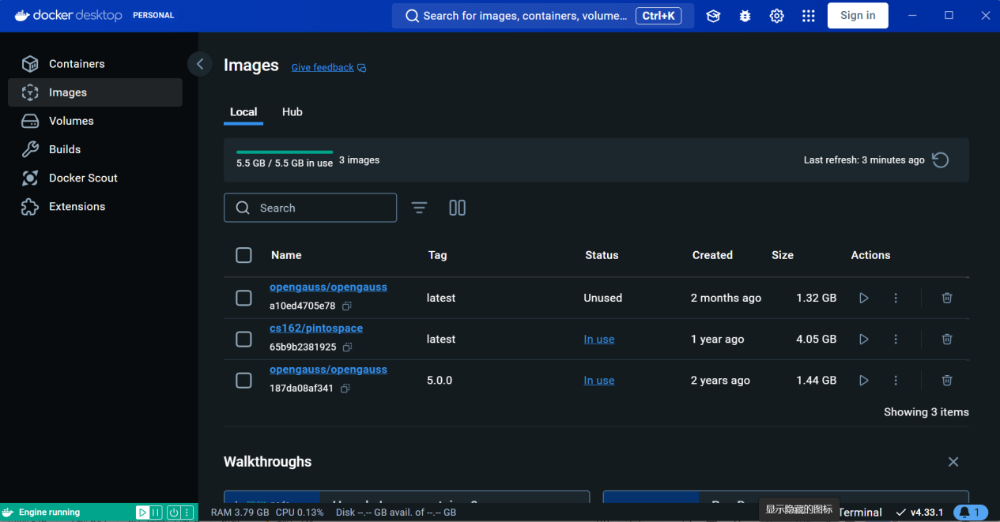 docker desktop PERSONAL Search for images, containers, volume... Ctrl+K Sign in
Containers
Images
Volumes
Builds
Docker Scout
Extensions
Images Give feedback
Local Hub
5.5 GB / 5.5 GB in use 3 images Last refresh: 3 minutes ago
Search
Name Tag Status Created Size Actions
opengauss/opengauss
a10ed4705e78 latest Unused 2 months ago 1.32 GB
cs162/pintospace
65b9b2381925 latest In use 1 year ago 4.05 GB
opengauss/opengauss
187da08af341 5.0.0 In use 2 years ago 1.44 GB
Showing 3 items
Walkthroughs
显示隐藏的图标
Engine running RAM 3.79 GB CPU 0.13% Disk --.-- GB avail. of --.-- GB Terminal v4.33.1 1